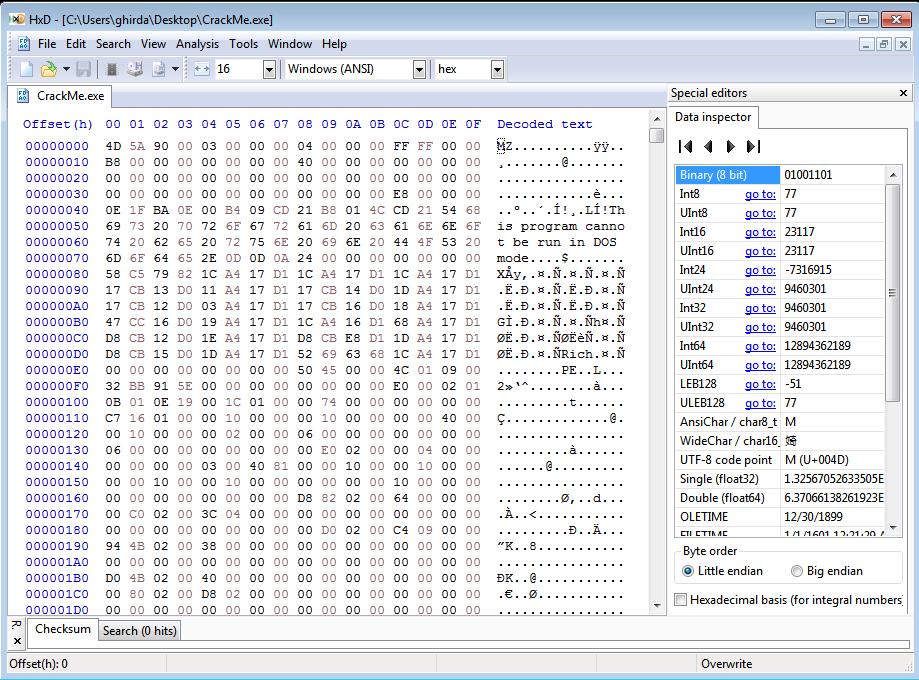 HxD - [C:\Users\ghirda\Desktop\CrackMe.exe]
File Edit Search View Analysis Tools Window Help
16 Windows (ANSI) hex
CrackMe.exe
Offset(h) 00 01 02 03 04 05 06 07 08 09 0A 0B 0C 0D 0E 0F Decoded text
00000000 4D 5A 90 00 03 00 00 00 04 00 00 00 FF FF 00 00 MZ..........ÿÿ..
00000010 B8 00 00 00 00 00 00 00 40 00 00 00 00 00 00 00 ¸.......@.......
00000020 00 00 00 00 00 00 00 00 00 00 00 00 00 00 00 00 ................
00000030 00 00 00 00 00 00 00 00 00 00 00 00 E8 00 00 00 ............è...
00000040 0E 1F BA 0E 00 B4 09 CD 21 B8 01 4C CD 21 54 68 ..º..´.Í!¸.LÍ!Th
00000050 69 73 20 70 72 6F 67 72 61 6D 20 63 61 6E 6E 6F is program canno
00000060 74 20 62 65 20 72 75 6E 20 69 6E 20 44 4F 53 20 t be run in DOS
00000070 6D 6F 64 65 2E 0D 0D 0A 24 00 00 00 00 00 00 00 mode....$.......
00000080 58 C5 79 82 1C A4 17 D1 1C A4 17 D1 1C A4 17 D1 XÅy‚.¤.Ñ.¤.Ñ.¤.Ñ
00000090 17 CB 13 D0 11 A4 17 D1 17 CB 14 D0 1D A4 17 D1 .Ë.Ð.¤.Ñ.Ë.Ð.¤.Ñ
000000A0 17 CB 12 D0 03 A4 17 D1 17 CB 16 D0 18 A4 17 D1 .Ë.Ð.¤.Ñ.Ë.Ð.¤.Ñ
000000B0 47 CC 16 D0 19 A4 17 D1 1C A4 16 D1 68 A4 17 D1 GÌ.Ð.¤.Ñ.¤.Ñh¤.Ñ
000000C0 D8 CB 12 D0 1E A4 17 D1 D8 CB E8 D1 1D A4 17 D1 ØË.Ð.¤.ÑØËèÑ.¤.Ñ
000000D0 D8 CB 15 D0 1D A4 17 D1 52 69 63 68 1C A4 17 D1 ØË.Ð.¤.ÑRich.¤.Ñ
000000E0 00 00 00 00 00 00 00 00 50 45 00 00 4C 01 09 00 ........PE..L...
000000F0 32 BB 91 5E 00 00 00 00 00 00 00 00 E0 00 02 01 2»‘^........à...
00000100 0B 01 0E 19 00 1C 01 00 00 74 00 00 00 00 00 00 .........t......
00000110 C7 16 01 00 00 10 00 00 00 10 00 00 00 00 40 00 Ç.............@.
00000120 00 10 00 00 00 02 00 00 06 00 00 00 00 00 00 00 ................
00000130 06 00 00 00 00 00 00 00 00 E0 02 00 00 04 00 00 .........à......
00000140 00 00 00 00 03 00 40 81 00 00 10 00 00 10 00 00 ......@.........
00000150 00 00 10 00 00 10 00 00 00 00 00 00 10 00 00 00 ................
00000160 00 00 00 00 00 00 00 00 D8 82 02 00 64 00 00 00 ........Ø‚..d...
00000170 00 C0 02 00 3C 04 00 00 00 00 00 00 00 00 00 00 .À..<...........
00000180 00 00 00 00 00 00 00 00 00 D0 02 00 C4 09 00 00 .........Ð..Ä...
00000190 94 4B 02 00 38 00 00 00 00 00 00 00 00 00 00 00 ”K..8...........
000001A0 00 00 00 00 00 00 00 00 00 00 00 00 00 00 00 00 ................
000001B0 D0 4B 02 00 40 00 00 00 00 00 00 00 00 00 00 00 ÐK..@...........
000001C0 00 80 02 00 D8 02 00 00 00 00 00 00 00 00 00 00 .€..Ø...........
000001D0 00 00 00 00 00 00 00 00 00 00 00 00 00 00 00 00 ................
Special editors
Data inspector
Binary (8 bit) 01001101
Int8 go to: 77
UInt8 go to: 77
Int16 go to: 23117
UInt16 go to: 23117
Int24 go to: -7316915
UInt24 go to: 9460301
Int32 go to: 9460301
UInt32 go to: 9460301
Int64 go to: 12894362189
UInt64 go to: 12894362189
LEB128 go to: -51
ULEB128 go to: 77
AnsiChar / char8_t M
WideChar / char16_
UTF-8 code point M (U+004D)
Single (float32) 1.32567052633505E
Double (float64) 6.37066138261923E
OLETIME 12/30/1899
FILETIME 1/1/1601 12:21:29
Byte order
Little endian Big endian
Hexadecimal basis (for integral numbers)
Checksum Search (0 hits)
Offset(h): 0 Overwrite